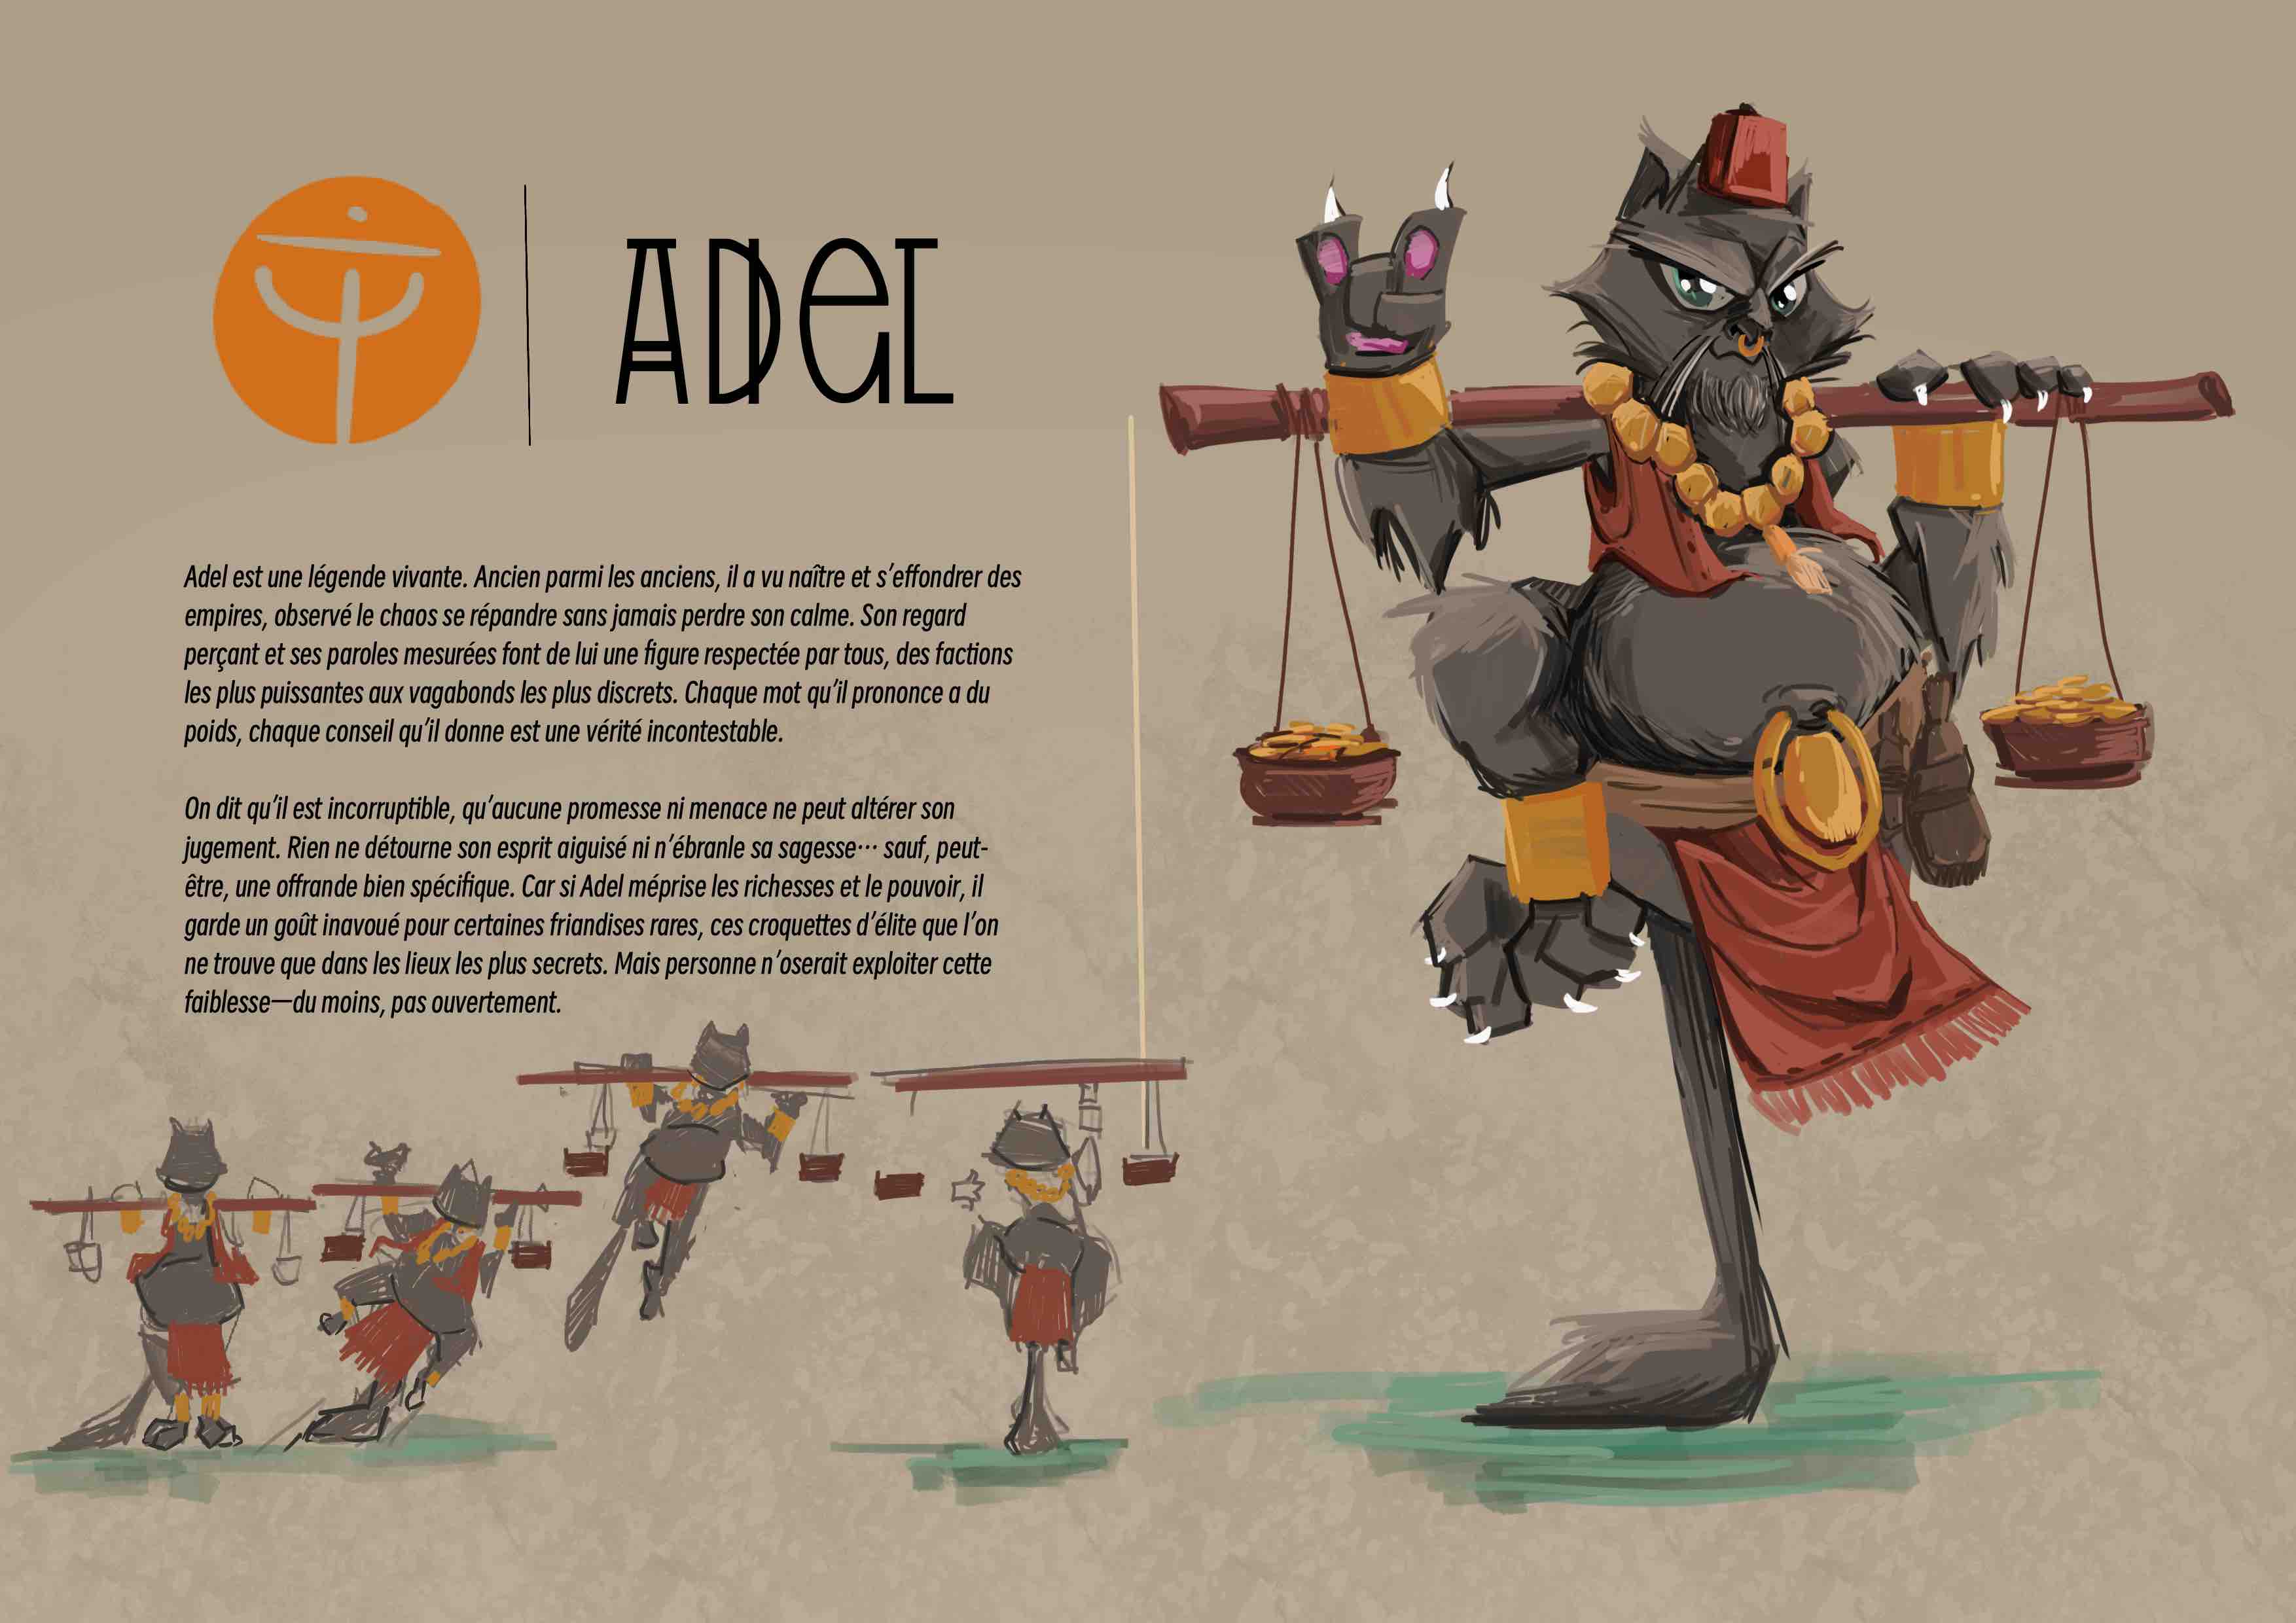 ADEL
Adel est une légende vivante. Ancien parmi les anciens, il a vu naître et s’effondrer des
empires, observé le chaos se répandre sans jamais perdre son calme. Son regard
perçant et ses paroles mesurées font de lui une figure respectée par tous, des factions
les plus puissantes aux vagabonds les plus discrets. Chaque mot qu’il prononce a du
poids, chaque conseil qu’il donne est une vérité incontestable.
On dit qu’il est incorruptible, qu’aucune promesse ni menace ne peut altérer son
jugement. Rien ne détourne son esprit aiguisé ni n’ébranle sa sagesse… sauf, peut-
être, une offrande bien spécifique. Car si Adel méprise les richesses et le pouvoir, il
garde un goût inavoué pour certaines friandises rares, ces croquettes d’élite que l’on
ne trouve que dans les lieux les plus secrets. Mais personne n’oserait exploiter cette
faiblesse—du moins, pas ouvertement.